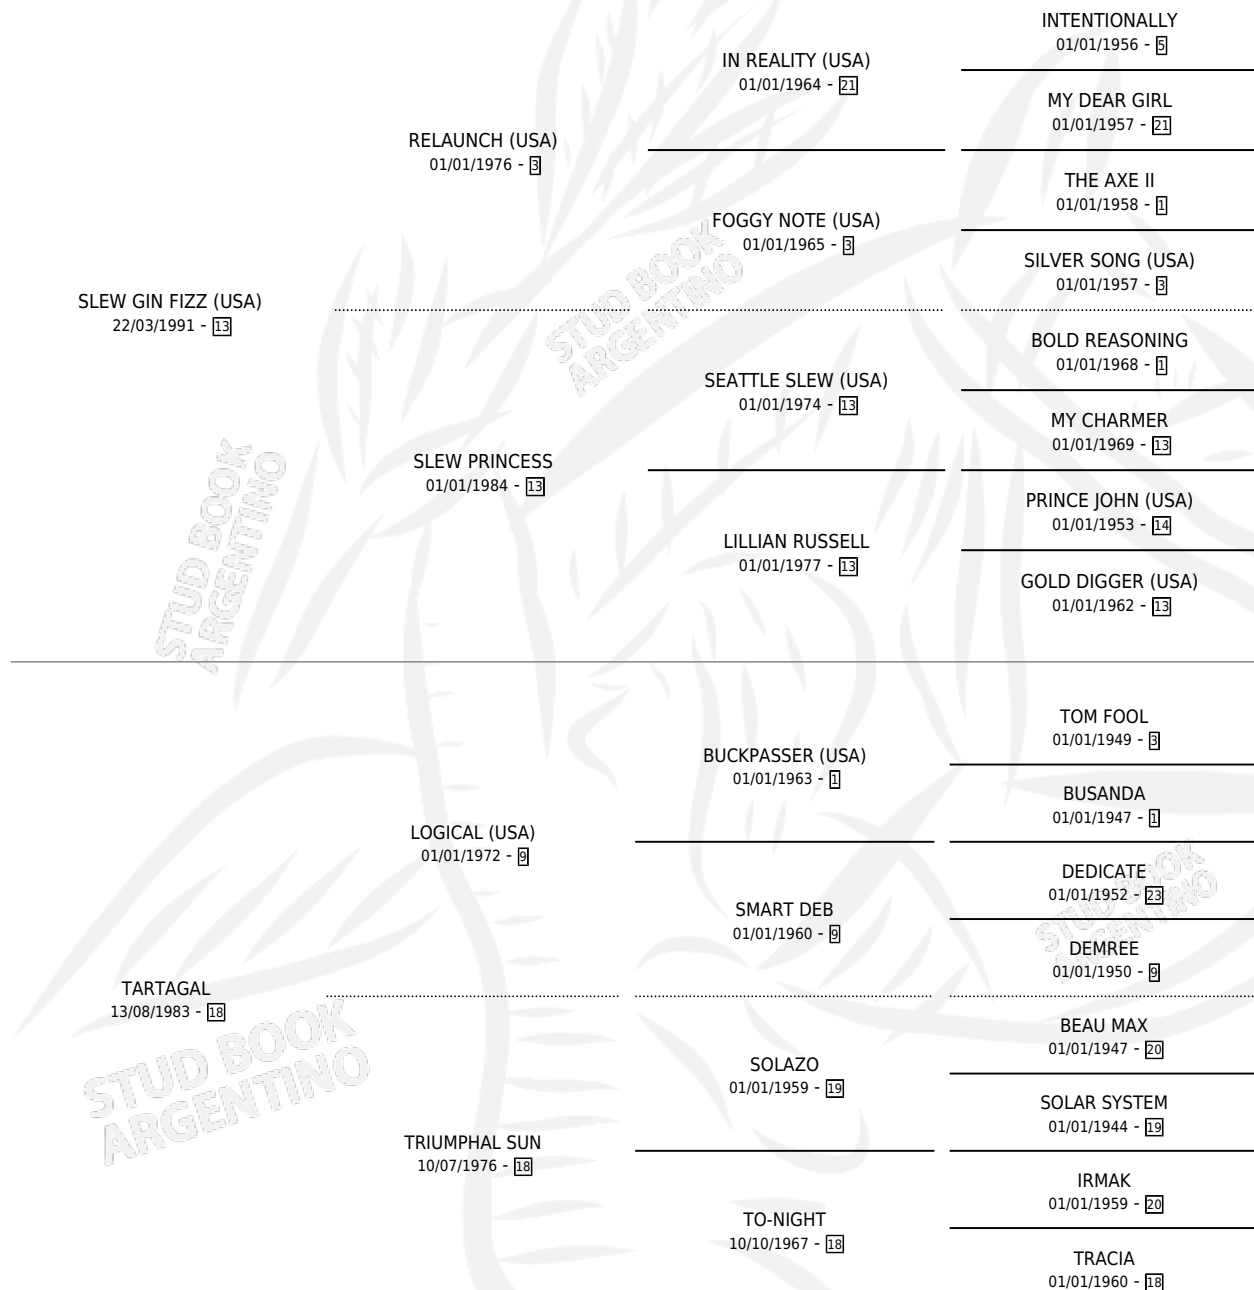 INTENTIONALLY
01/01/1956 - 5
IN REALITY (USA)
01/01/1964 - 21
MY DEAR GIRL
01/01/1957 - 21
RELAUNCH (USA)
01/01/1976 - 3
THE AXE II
01/01/1958 - 1
FOGGY NOTE (USA)
01/01/1965 - 3
SILVER SONG (USA)
01/01/1957 - 3
SLEW GIN FIZZ (USA)
22/03/1991 - 13
BOLD REASONING
01/01/1968 - 1
SEATTLE SLEW (USA)
01/01/1974 - 13
MY CHARMER
01/01/1969 - 13
SLEW PRINCESS
01/01/1984 - 13
PRINCE JOHN (USA)
01/01/1953 - 14
LILLIAN RUSSELL
01/01/1977 - 13
GOLD DIGGER (USA)
01/01/1962 - 13
TOM FOOL
01/01/1949 - 3
BUCKPASSER (USA)
01/01/1963 - 1
BUSANDA
01/01/1947 - 1
LOGICAL (USA)
01/01/1972 - 9
DEDICATE
01/01/1952 - 23
SMART DEB
01/01/1960 - 9
DEMREE
01/01/1950 - 9
TARTAGAL
13/08/1983 - 18
BEAU MAX
01/01/1947 - 20
SOLAZO
01/01/1959 - 19
SOLAR SYSTEM
01/01/1944 - 19
TRIUMPHAL SUN
10/07/1976 - 18
IRMAK
01/01/1959 - 20
TO-NIGHT
10/10/1967 - 18
TRACIA
01/01/1960 - 18
STUD BOOK
ARGENTINO
STUD BOOK
ARGENTINO
STUD BOOK
ARGENTINO
STUD BOOK
ARGENTINO